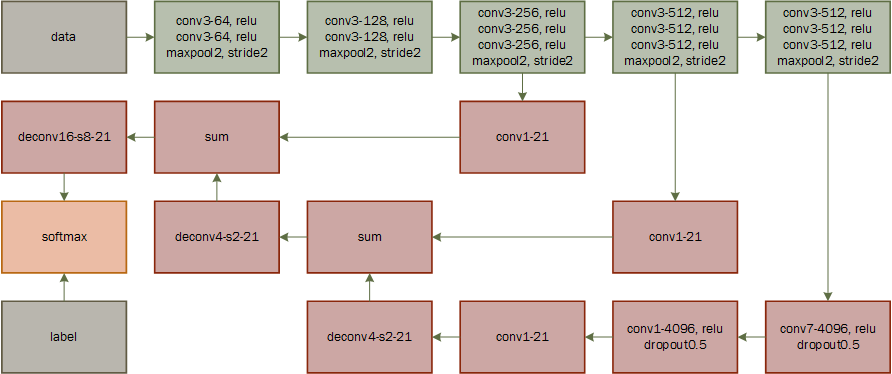 data
conv3-64, relu
conv3-64, relu
maxpool2, stride2
conv3-128, relu
conv3-128, relu
maxpool2, stride2
conv3-256, relu
conv3-256, relu
conv3-256, relu
maxpool2, stride2
conv3-512, relu
conv3-512, relu
conv3-512, relu
maxpool2, stride2
conv3-512, relu
conv3-512, relu
conv3-512, relu
maxpool2, stride2
deconv16-s8-21
sum
conv1-21
softmax
deconv4-s2-21
sum
conv1-21
label
deconv4-s2-21
conv1-21
conv1-4096, relu
dropout0.5
conv7-4096, relu
dropout0.5